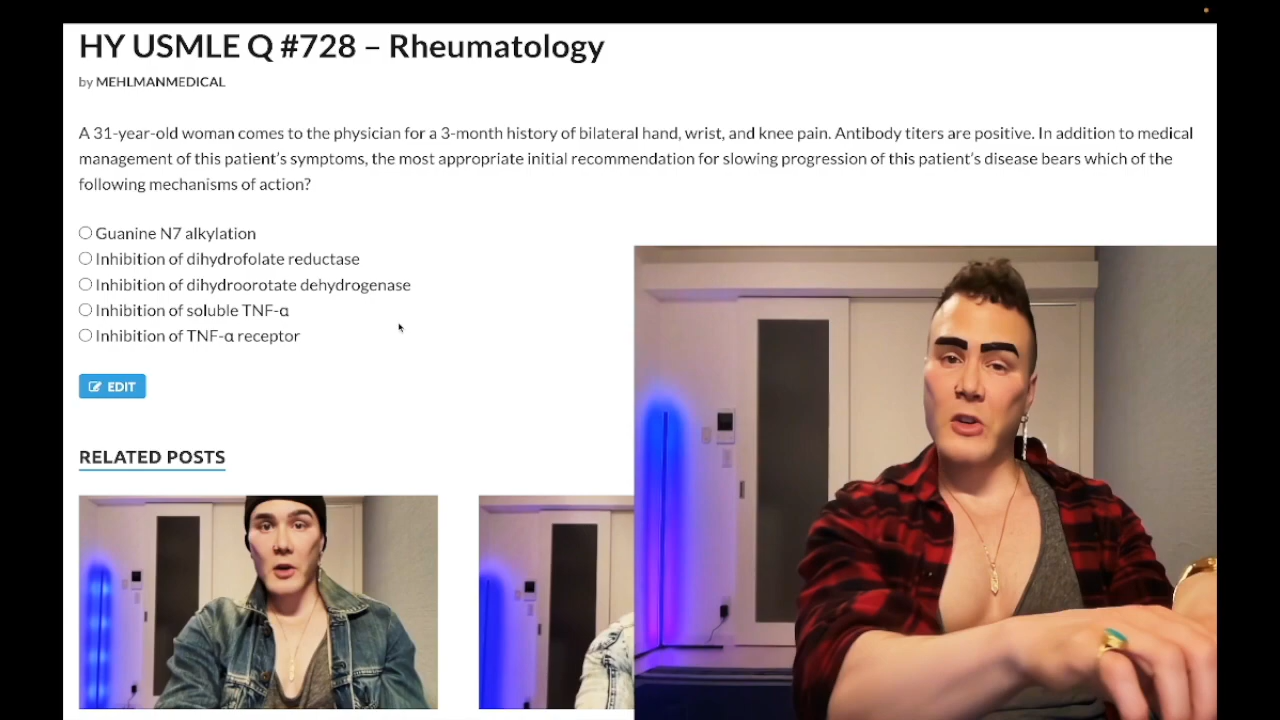 HY USMLE Q #728 – Rheumatology
by MEHLMANMEDICAL
A 31-year-old woman comes to the physician for a 3-month history of bilateral hand, wrist, and knee pain. Antibody titers are positive. In addition to medical
management of this patient's symptoms, the most appropriate initial recommendation for slowing progression of this patient's disease bears which of the
following mechanisms of action?
Guanine N7 alkylation
Inhibition of dihydrofolate reductase
Inhibition of dihydroorotate dehydrogenase
Inhibition of soluble TNF-α
Inhibition of TNF-α receptor
EDIT
RELATED POSTS